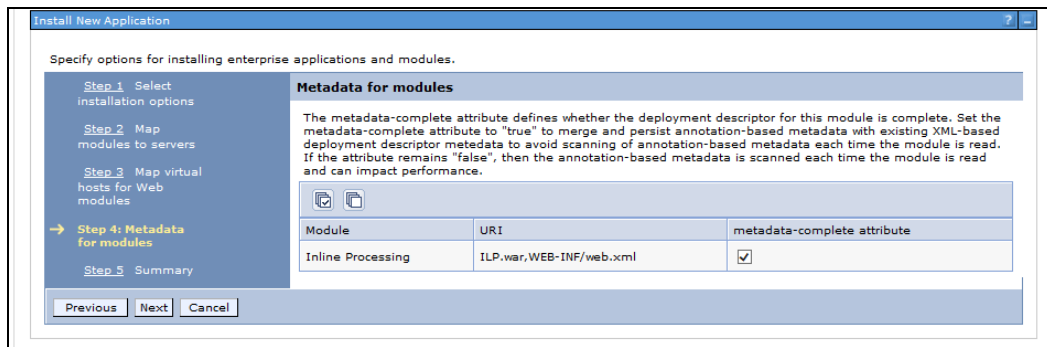 Install New Application
Specify options for installing enterprise applications and modules.
Step 1 Select
installation options
Step 2 Map
modules to servers
Step 3 Map virtual
hosts for Web
modules
Step 4: Metadata
for modules
Step 5 Summary
Metadata for modules
The metadata-complete attribute defines whether the deployment descriptor for this module is complete. Set the
metadata-complete attribute to "true" to merge and persist annotation-based metadata with existing XML-based
deployment descriptor metedata to avoid scanning of annotation-based metadata each time the module is read.
If the attribute remains "false", then the annotation-based metadata is scanned each time the module is read
and can impact performance.
Module URI metadata-complete attribute
Inline Processing ILP.war,WEB-INF/web.xml
Previous Next Cancel